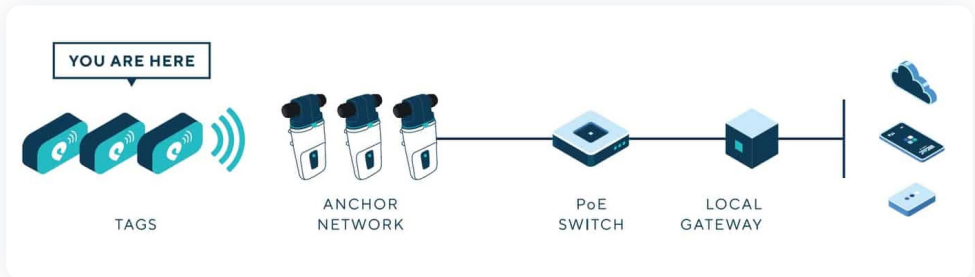 YOU ARE HERE
TAGS
ANCHOR
NETWORK
PoE
SWITCH
LOCAL
GATEWAY